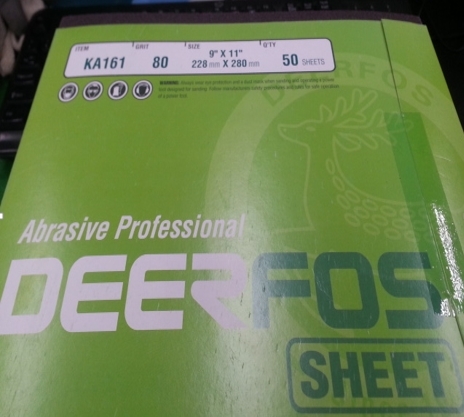 ITEM GRIT SIZE Q'TY
KA161 80 9" X 11" 50 SHEETS
228 mm X 280 mm
WARNING:
Abrasive Professional
DEERFOS
SHEET
DEERFOS